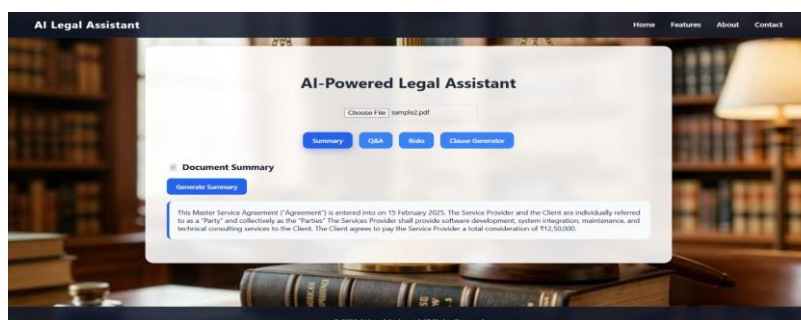 AI Legal Assistant
Home Features About Contact
AI-Powered Legal Assistant
Choose File sample2.pdf
Summary Q&A Risks Clause Generator
Document Summary
Generate Summary
This Master Service Agreement ("Agreement") is entered into on 15 February 2025, The Service Provider and the Client are individually referred
to as a "Party" and collectively as the "Parties" The Services Provider shall provide software development, system integration, maintenance, and
technical consulting services to the Client. The Client agrees to pay the Service Provider a total consideration of ₹12,50,000.